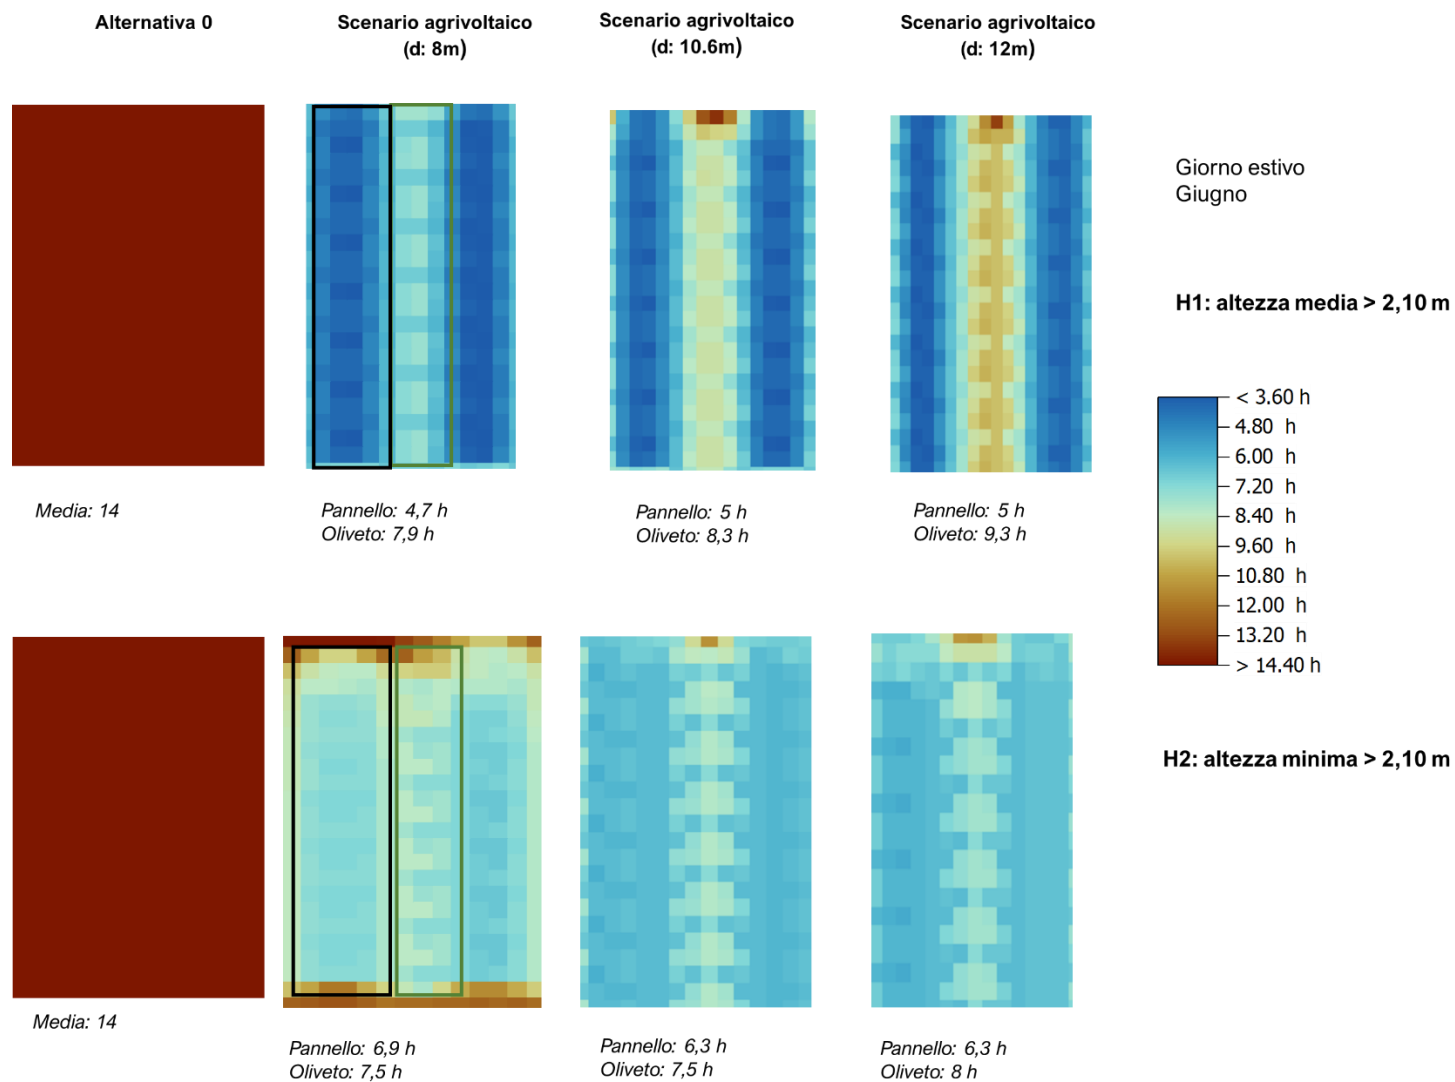 Alternativa 0
Scenario agrivoltaico
(d: 8m)
Scenario agrivoltaico
(d: 10.6m)
Scenario agrivoltaico
(d: 12m)
Giorno estivo
Giugno
H1: altezza media > 2,10 m
< 3.60 h
4.80 h
6.00 h
7.20 h
8.40 h
9.60 h
10.80 h
12.00 h
13.20 h
> 14.40 h
Media: 14
Pannello: 4,7 h
Oliveto: 7,9 h
Pannello: 5 h
Oliveto: 8,3 h
Pannello: 5 h
Oliveto: 9,3 h
H2: altezza minima > 2,10 m
Media: 14
Pannello: 6,9 h
Oliveto: 7,5 h
Pannello: 6,3 h
Oliveto: 7,5 h
Pannello: 6,3 h
Oliveto: 8 h